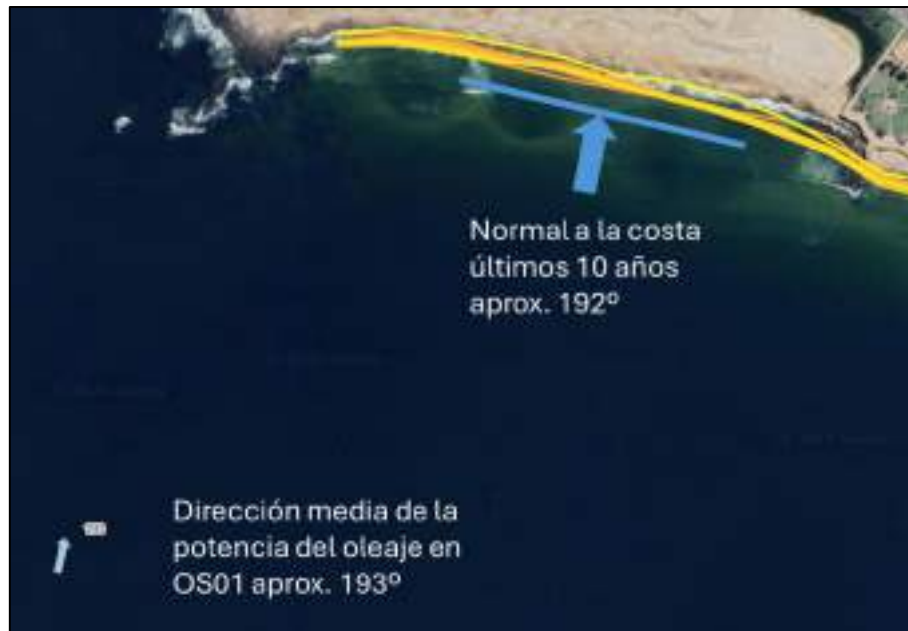 Normal a la costa
últimos 10 años
aprox. 192º
Dirección media de la
potencia del oleaje en
OS01 aprox. 193º